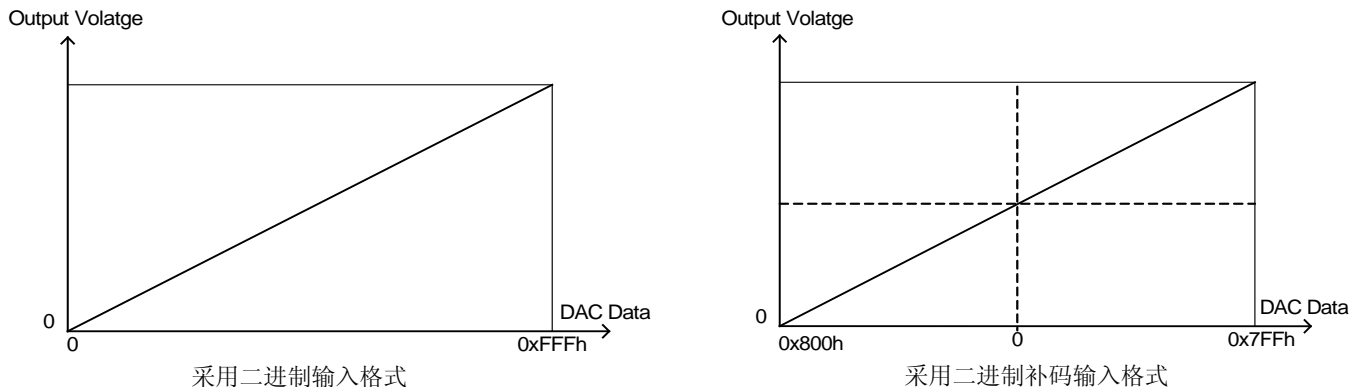 Output Volatge
0
DAC Data
0
0xFFFh
采用二进制输入格式
Output Volatge
0
DAC Data
0x800h
0
0x7FFh
采用二进制补码输入格式